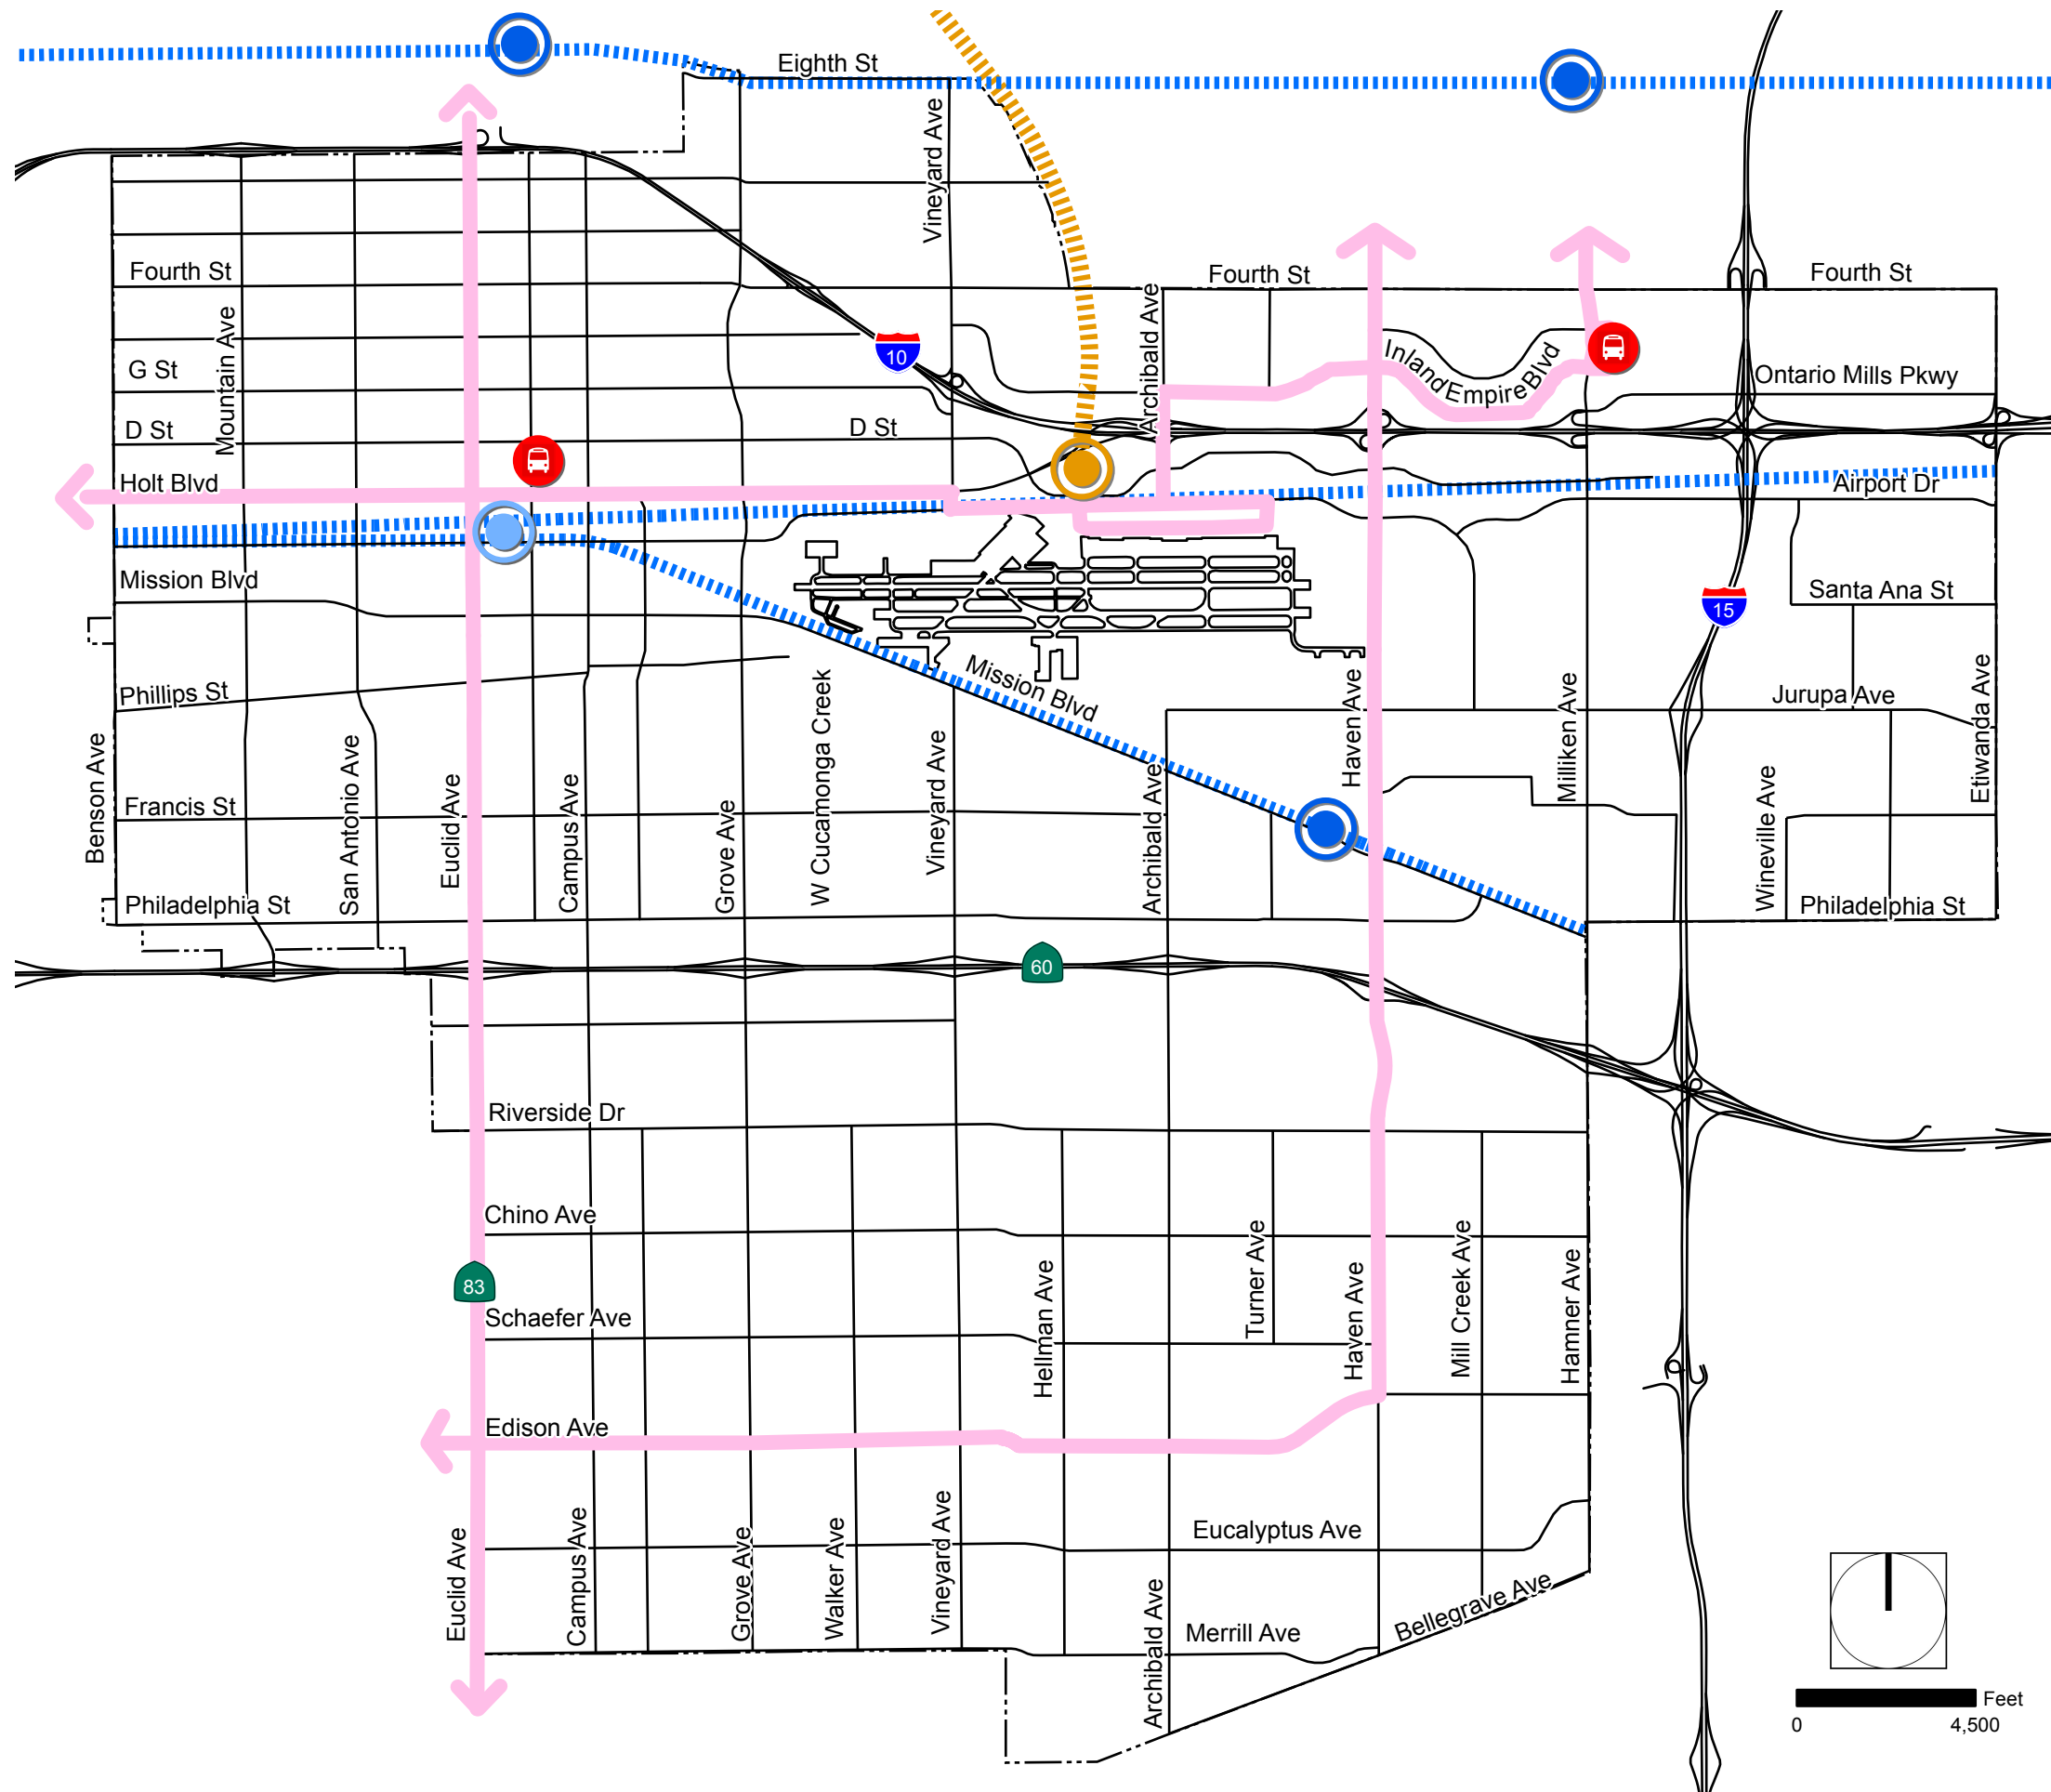 Eighth St
Vineyard Ave
Fourth St
Fourth St
Fourth St
Mountain Ave
Archibald Ave
10
G St
Inland Empire Blvd
Ontario Mills Pkwy
D St
D St
Holt Blvd
Airport Dr
Mission Blvd
Santa Ana St
15
Phillips St
Mission Blvd
Jurupa Ave
Benson Ave
San Antonio Ave
Euclid Ave
Campus Ave
Grove Ave
W Cucamonga Creek
Vineyard Ave
Archibald Ave
Haven Ave
Milliken Ave
Wineville Ave
Etiwanda Ave
Francis St
Philadelphia St
Philadelphia St
60
Riverside Dr
Chino Ave
83
Schaefer Ave
Hellman Ave
Turner Ave
Haven Ave
Mill Creek Ave
Hamner Ave
Edison Ave
Euclid Ave
Campus Ave
Grove Ave
Walker Ave
Vineyard Ave
Archibald Ave
Eucalyptus Ave
Merrill Ave
Bellegrave Ave
Feet
0
4,500